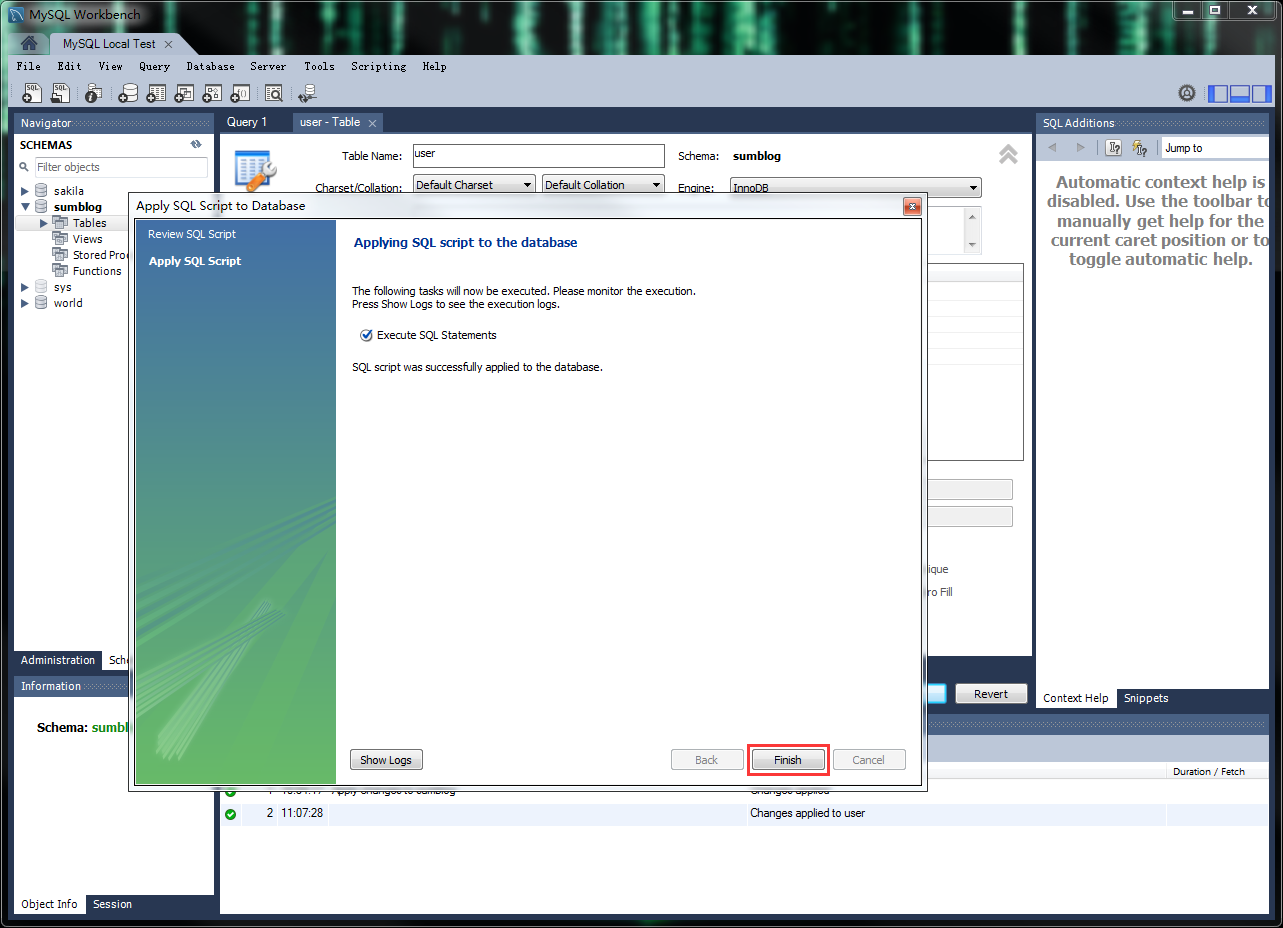 MySQL Workbench
MySQL Local Test
File Edit View Query Database Server Tools Scripting Help
Navigator
SCHEMAS
Filter objects
sakila
sumblog
Tables
Views
Stored Pro
Functions
sys
world
Administration Sche
Information
Schema: sumbl
Object Info Session
Query 1 user - Table
Table Name: user Schema: sumblog
Charset/Collation: Default Charset Default Collation Engine: InnoDB
Apply SQL Script to Database
Review SQL Script
Apply SQL Script
Applying SQL script to the database
The following tasks will now be executed. Please monitor the execution.
Press Show Logs to see the execution logs.
Execute SQL Statements
SQL script was successfully applied to the database.
Show Logs Back Finish Cancel
ique
ro Fill
Revert
SQL Additions
Jump to
Automatic context help is
disabled. Use the toolbar to
manually get help for the
current caret position or to
toggle automatic help.
Context Help Snippets
Duration / Fetch
Apply changes to sumblog Changes applied
2 11:07:28 Changes applied to user